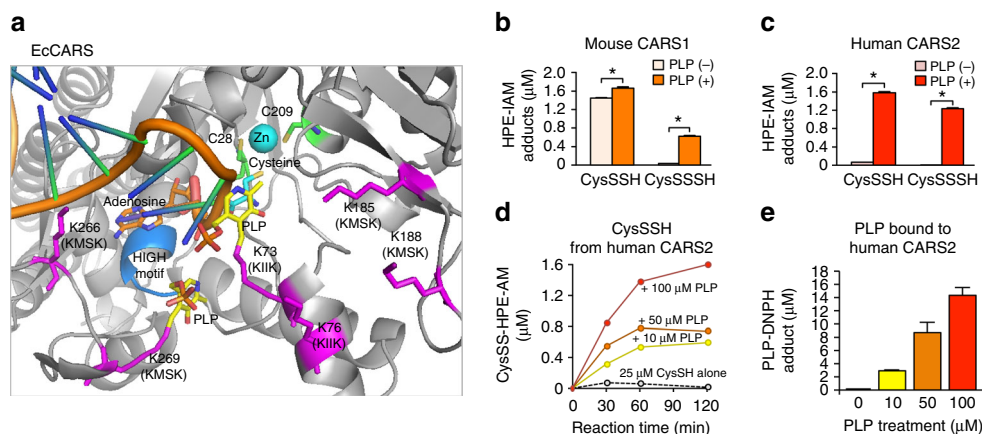 a
EcCARS
C209
C28
Zn
Cysteine
Adenosine
K185
(KMSK)
K266
(KMSK)
PLP
K188
(KMSK)
HIGH
motif
K73
(KIIK)
PLP
K76
(KIIK)
K269
(KMSK)
b
Mouse CARS1
PLP (−)
PLP (+)
HPE-IAM
adducts (μM)
2.0
1.6
1.2
0.8
0.4
0
*
*
CysSSH CysSSSH
c
Human CARS2
PLP (−)
PLP (+)
HPE-IAM
adducts (μM)
2.0
1.6
1.2
0.8
0.4
0
*
*
CysSSH CysSSSH
d
CysSSH
from human CARS2
CysSS-HPE-AM
(μM)
1.6
1.2
0.8
0.4
0
+ 100 μM PLP
+ 50 μM PLP
+ 10 μM PLP
25 μM CysSH alone
0 30 60 90 120
Reaction time (min)
e
PLP bound to
human CARS2
PLP-DNPH
adduct (μM)
18
16
14
12
10
8
6
4
2
0
0 10 50 100
PLP treatment (μM)